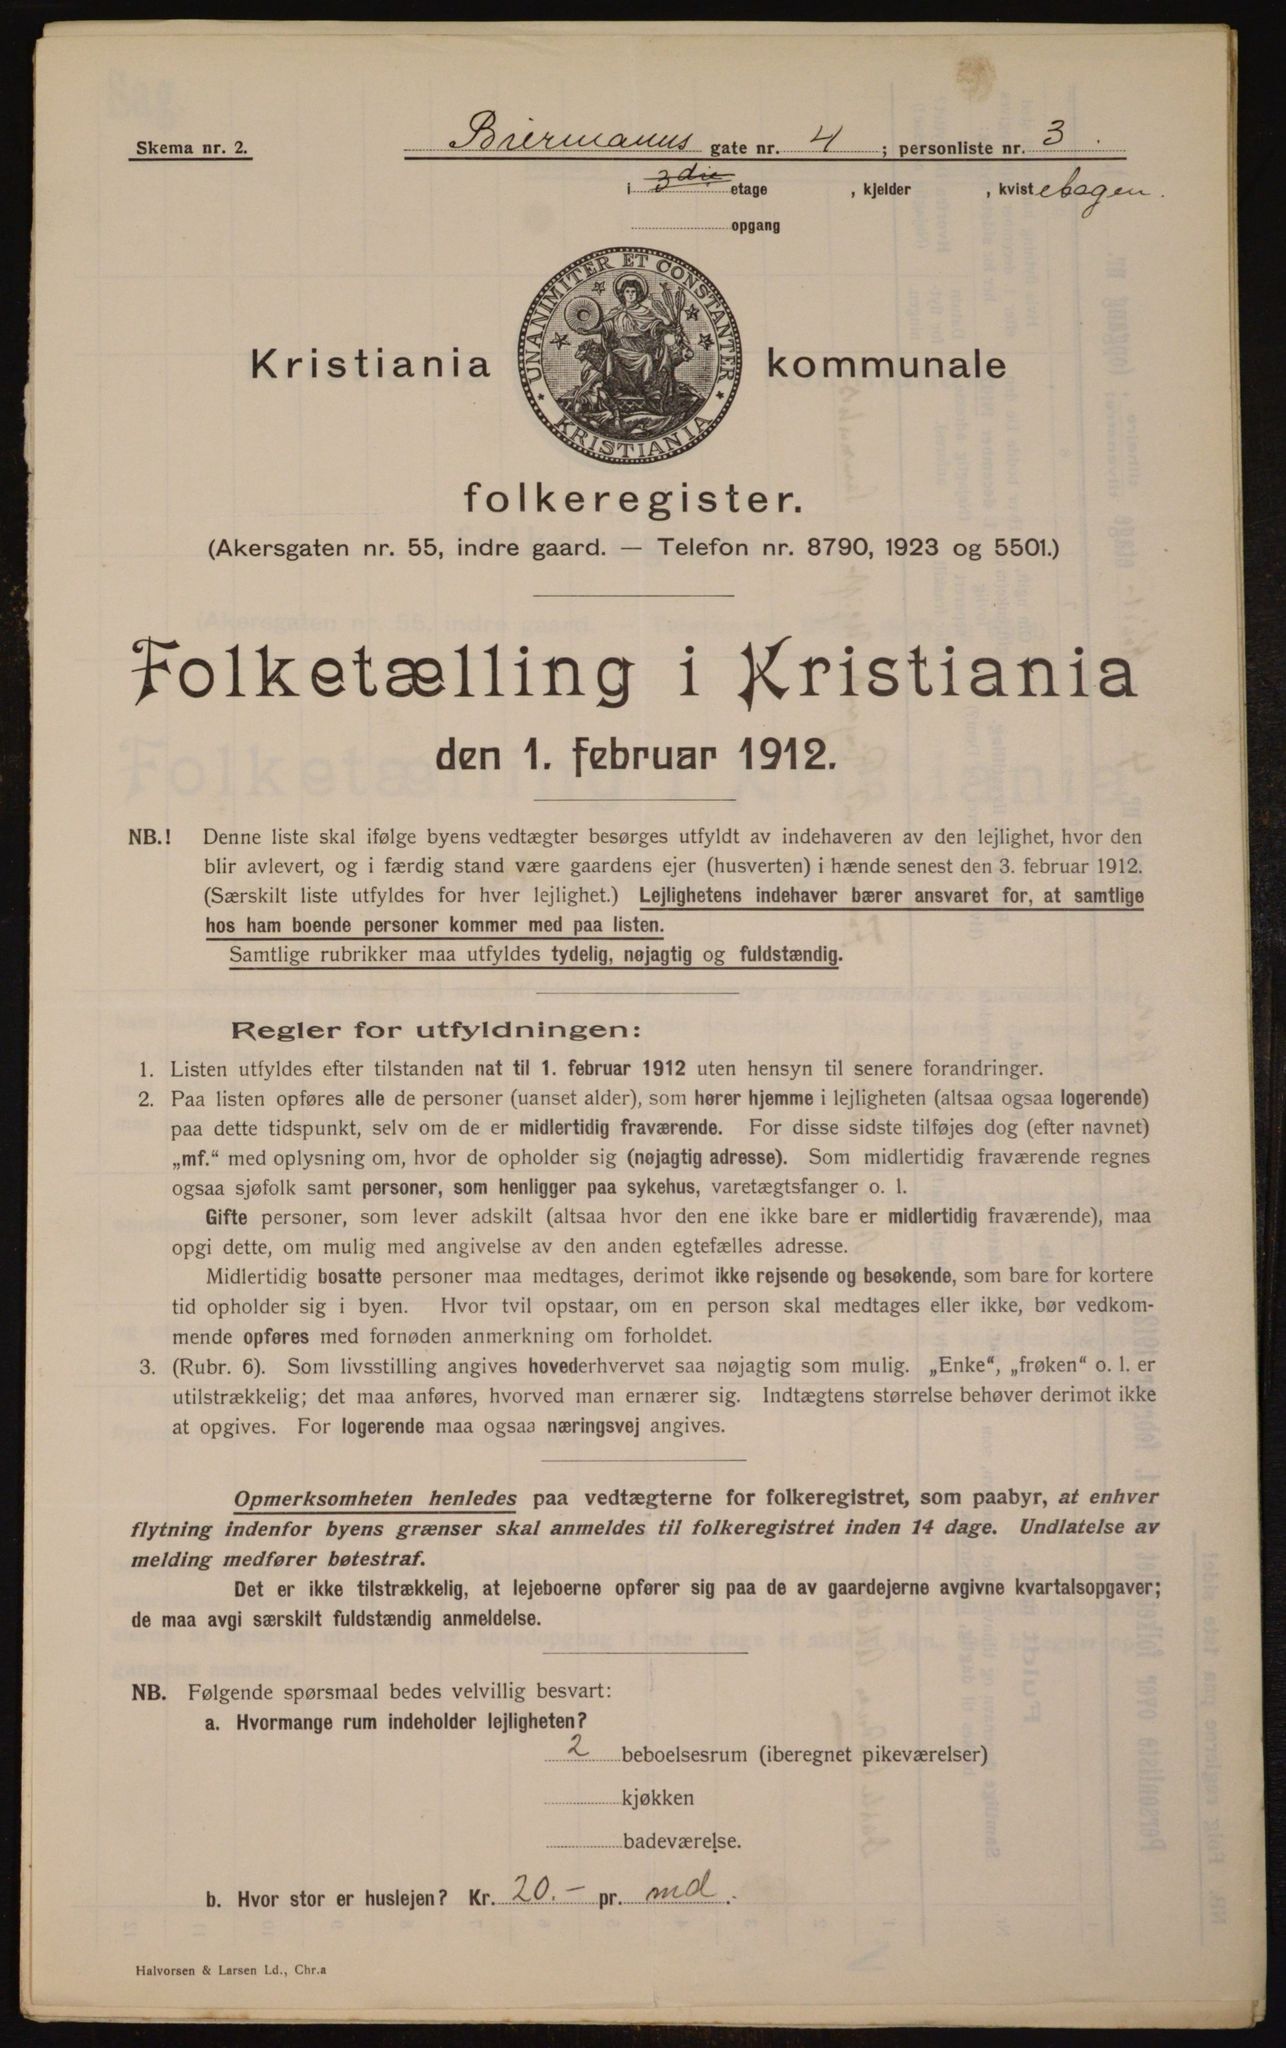 Skema nr. 2.
Biermanns gate nr. 4 ; personliste nr. 3.
i 3die etage , kjelder , kvist
opgang
UNANIMITER ET CONSTANTER
KRISTIANIA
Kristiania kommunale
folkeregister.
(Akersgaten nr. 55, indre gaard. — Telefon nr. 8790, 1923 og 5501.)
Folketælling i Kristiania
den 1. februar 1912.
NB.! Denne liste skal ifølge byens vedtægter besørges utfyldt av indehaveren av den lejlighet, hvor den
blir avlevert, og i færdig stand være gaardens ejer (husverten) i hænde senest den 3. februar 1912.
(Særskilt liste utfyldes for hver lejlighet.) Lejlighetens indehaver bærer ansvaret for, at samtlige
hos ham boende personer kommer med paa listen.
Samtlige rubrikker maa utfyldes tydelig, nøjagtig og fuldstændig.
Regler for utfyldningen:
1. Listen utfyldes efter tilstanden nat til 1. februar 1912 uten hensyn til senere forandringer.
2. Paa listen opføres alle de personer (uanset alder), som hører hjemme i lejligheten (altsaa ogsaa logerende)
paa dette tidspunkt, selv om de er midlertidig fraværende. For disse sidste tilføjes dog (efter navnet)
„mf.“ med oplysning om, hvor de opholder sig (nøjagtig adresse). Som midlertidig fraværende regnes
ogsaa sjøfolk samt personer, som henligger paa sykehus, varetægtsfanger o. l.
Gifte personer, som lever adskilt (altsaa hvor den ene ikke bare er midlertidig fraværende), maa
opgi dette, om mulig med angivelse av den anden egtefælles adresse.
Midlertidig bosatte personer maa medtages, derimot ikke rejsende og besøkende, som bare for kortere
tid opholder sig i byen. Hvor tvil opstaar, om en person skal medtages eller ikke, bør vedkom-
mende opføres med fornøden anmerkning om forholdet.
3. (Rubr. 6). Som livsstilling angives hovederhvervet saa nøjagtig som mulig. „Enke“, „frøken“ o. l. er
utilstrækkelig; det maa anføres, hvorved man ernærer sig. Indtægtens størrelse behøver derimot ikke
at opgives. For logerende maa ogsaa næringsvej angives.
Opmerksomheten henledes paa vedtægterne for folkeregistret, som paabyr, at enhver
flytning indenfor byens grænser skal anmeldes til folkeregistret inden 14 dage. Undlatelse av
melding medfører bøtestraf.
Det er ikke tilstrækkelig, at lejeboerne opfører sig paa de av gaardejerne avgivne kvartalsopgaver;
de maa avgi særskilt fuldstændig anmeldelse.
NB. Følgende spørsmaal bedes velvillig besvart:
a. Hvormange rum indeholder lejligheten?
2 beboelsesrum (iberegnet pikeværelser)
kjøkken
badeværelse.
b. Hvor stor er huslejen? Kr. 20.- pr. md.
Halvorsen & Larsen Ld., Chr.a